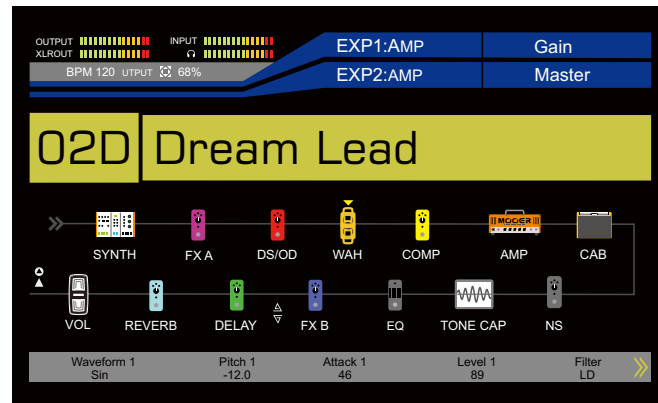 OUTPUT INPUT EXP1:AMP Gain
XLROUT
BPM 120 UTPUT 68% EXP2:AMP Master
02D Dream Lead
MOOER
SYNTH FX A DS/OD WAH COMP AMP CAB
VOL REVERB DELAY FX B EQ TONE CAP NS
Waveform 1 Pitch 1 Attack 1 Level 1 Filter
Sin -12.0 46 89 LD